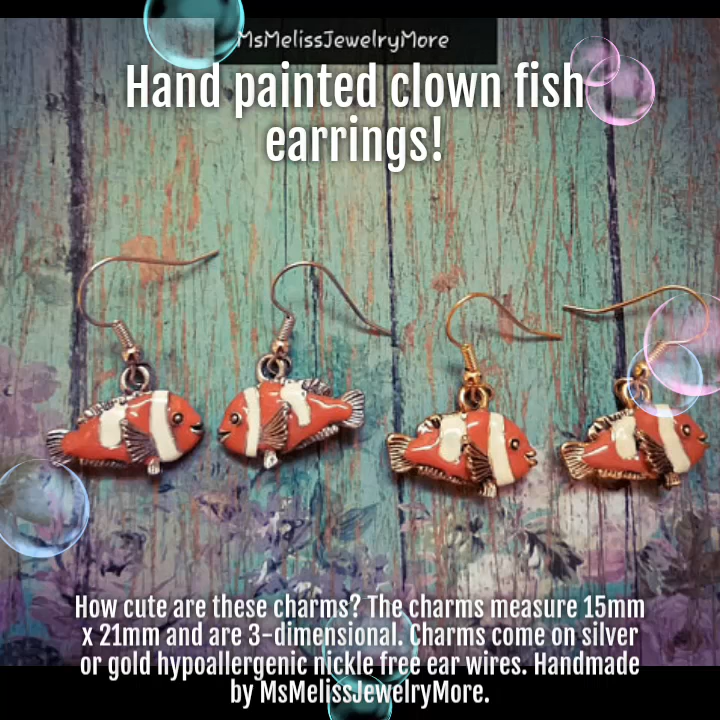 MsMelissJewelryMore
Hand painted clown fish
earrings!
How cute are these charms? The charms measure 15mm
x 21mm and are 3-dimensional. Charms come on silver
or gold hypoallergenic nickle free ear wires. Handmade
by MsMelissJewelryMore.